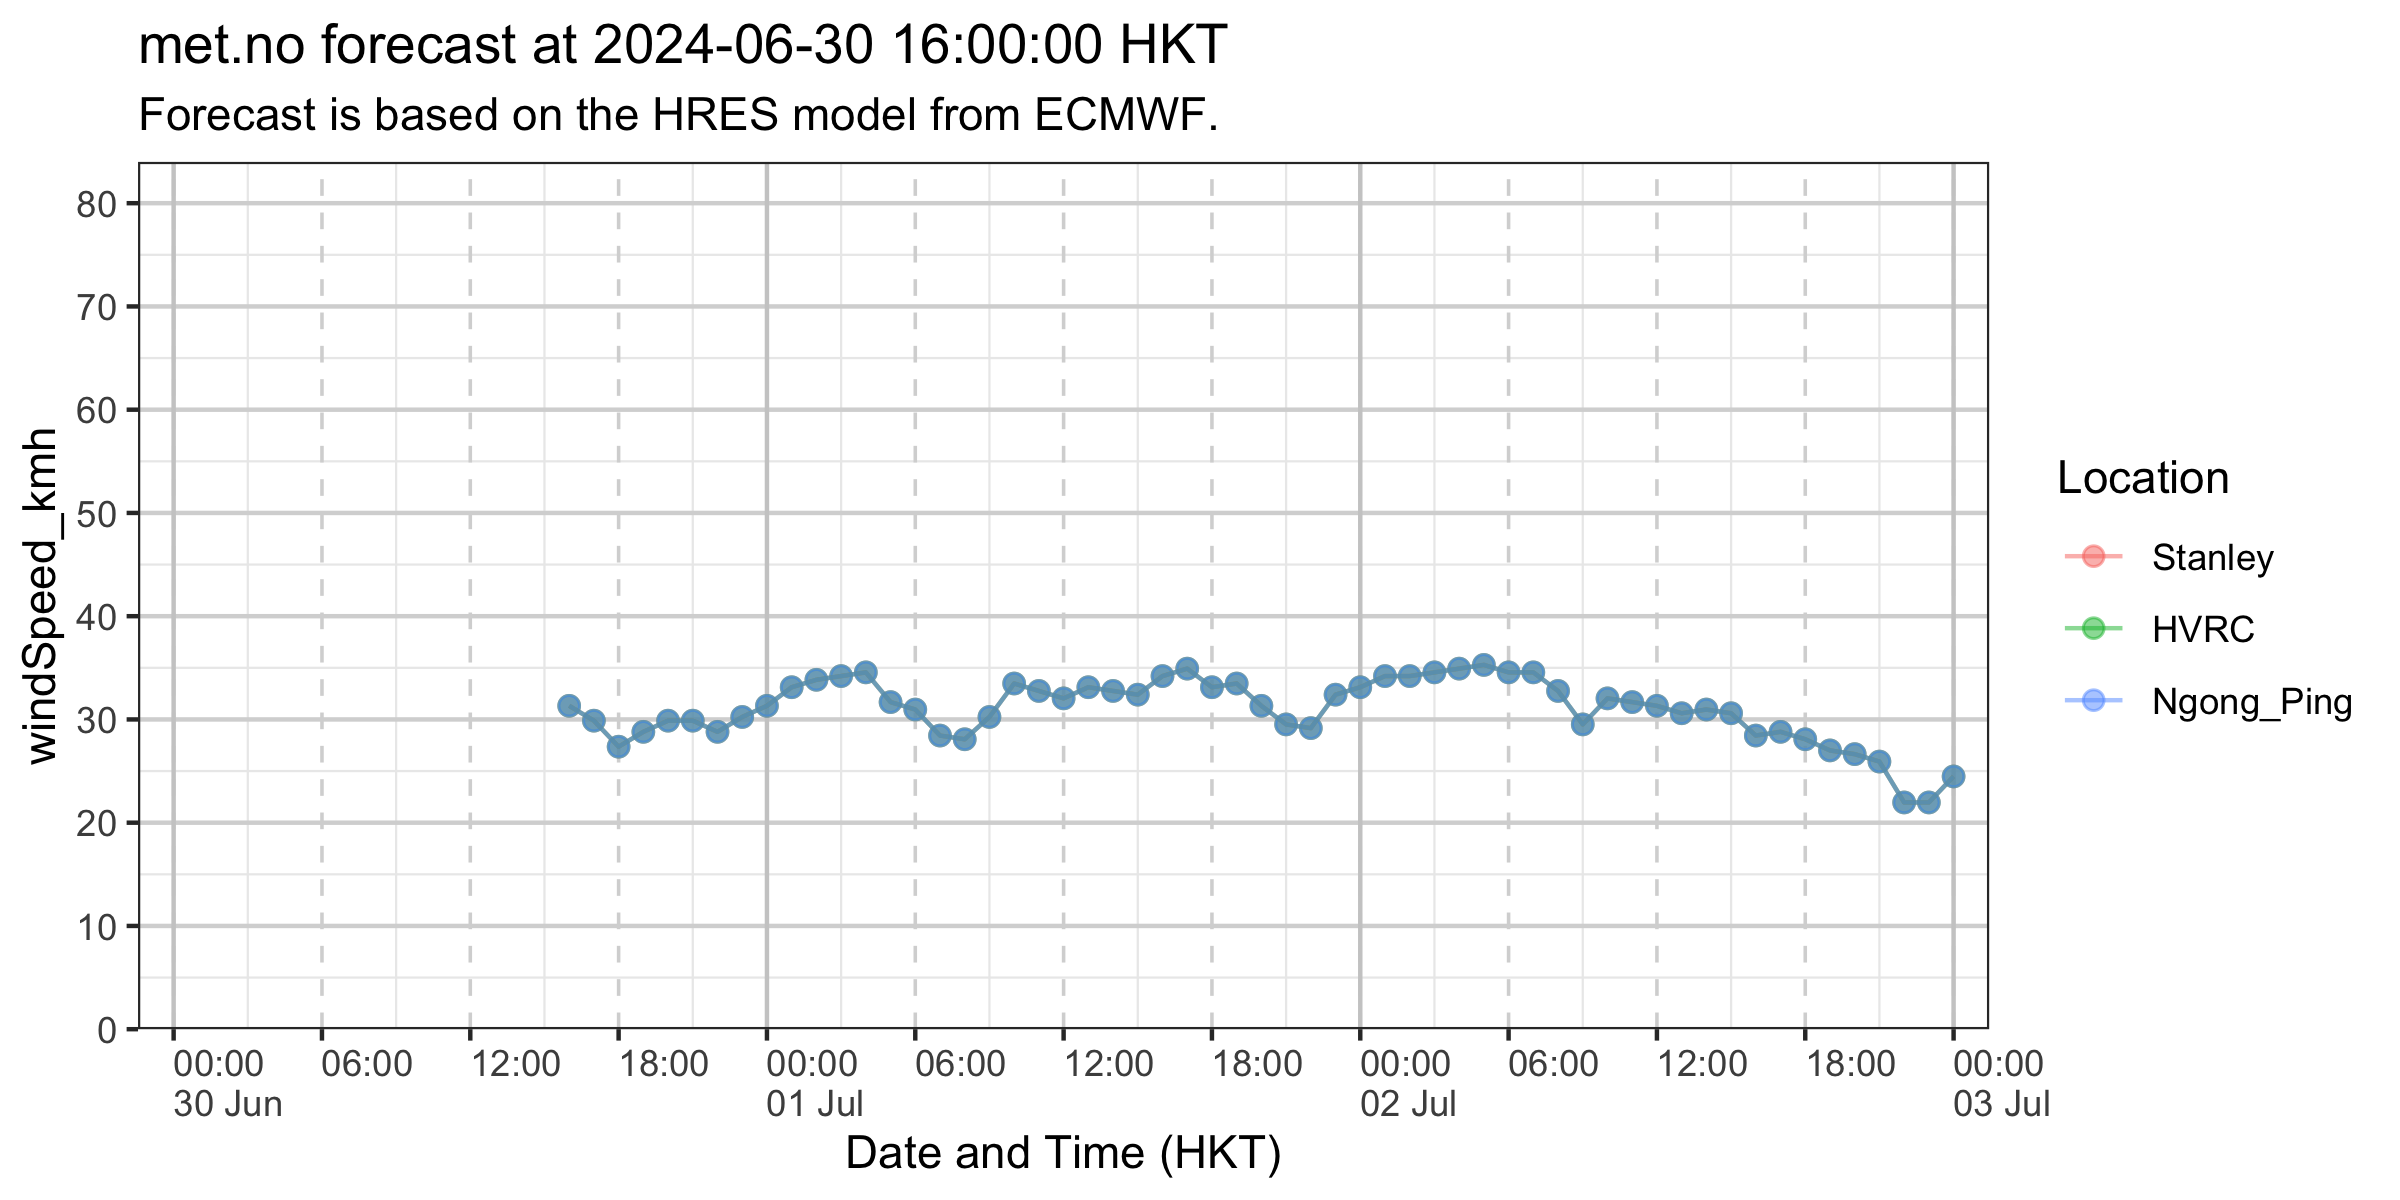 met.no forecast at 2024-06-30 16:00:00 HKT
Forecast is based on the HRES model from ECMWF.
windSpeed_kmh
80
70
60
50
40
30
20
10
0
00:00 06:00 12:00 18:00 00:00 06:00 12:00 18:00 00:00 06:00 12:00 18:00 00:00
30 Jun 01 Jul 02 Jul 03 Jul
Date and Time (HKT)
Location
Stanley
HVRC
Ngong_Ping